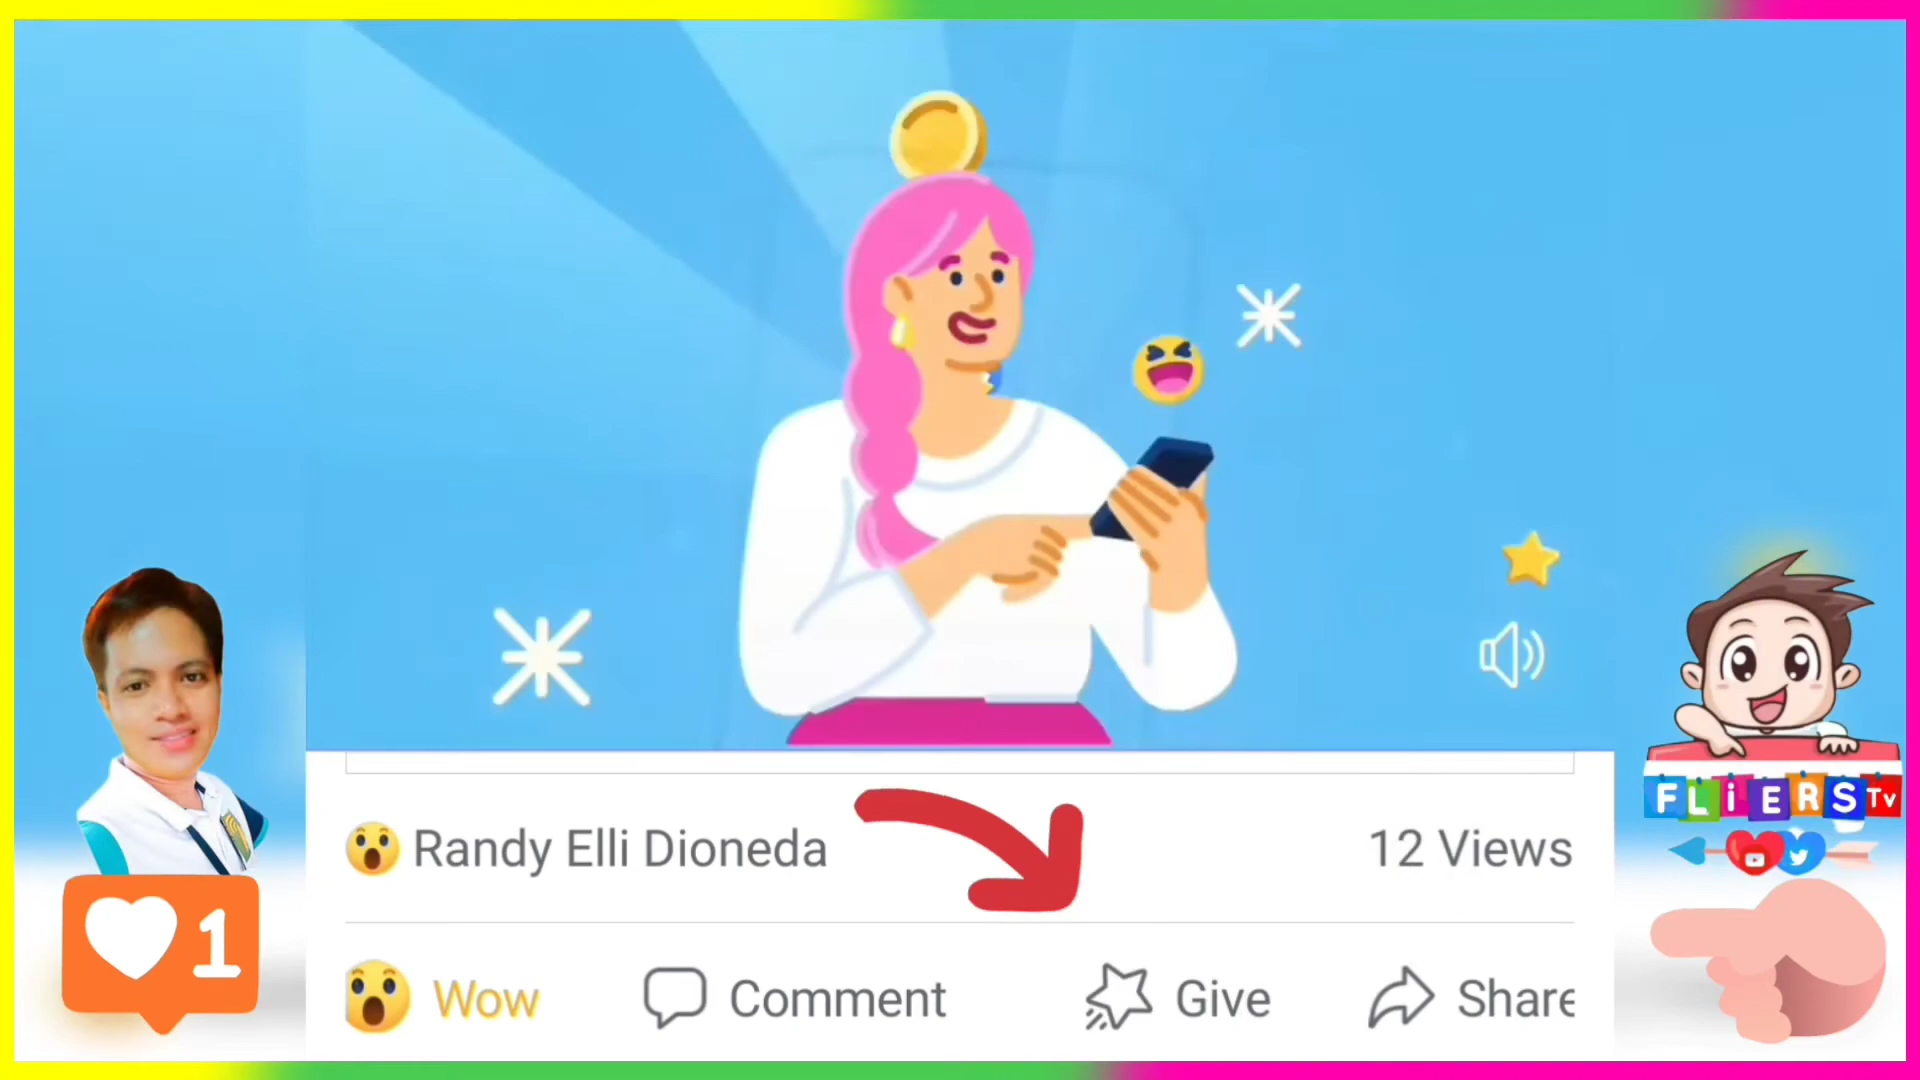 Randy Elli Dioneda
12 Views
Wow
Comment
Give
Share
1
FLiERS Tv